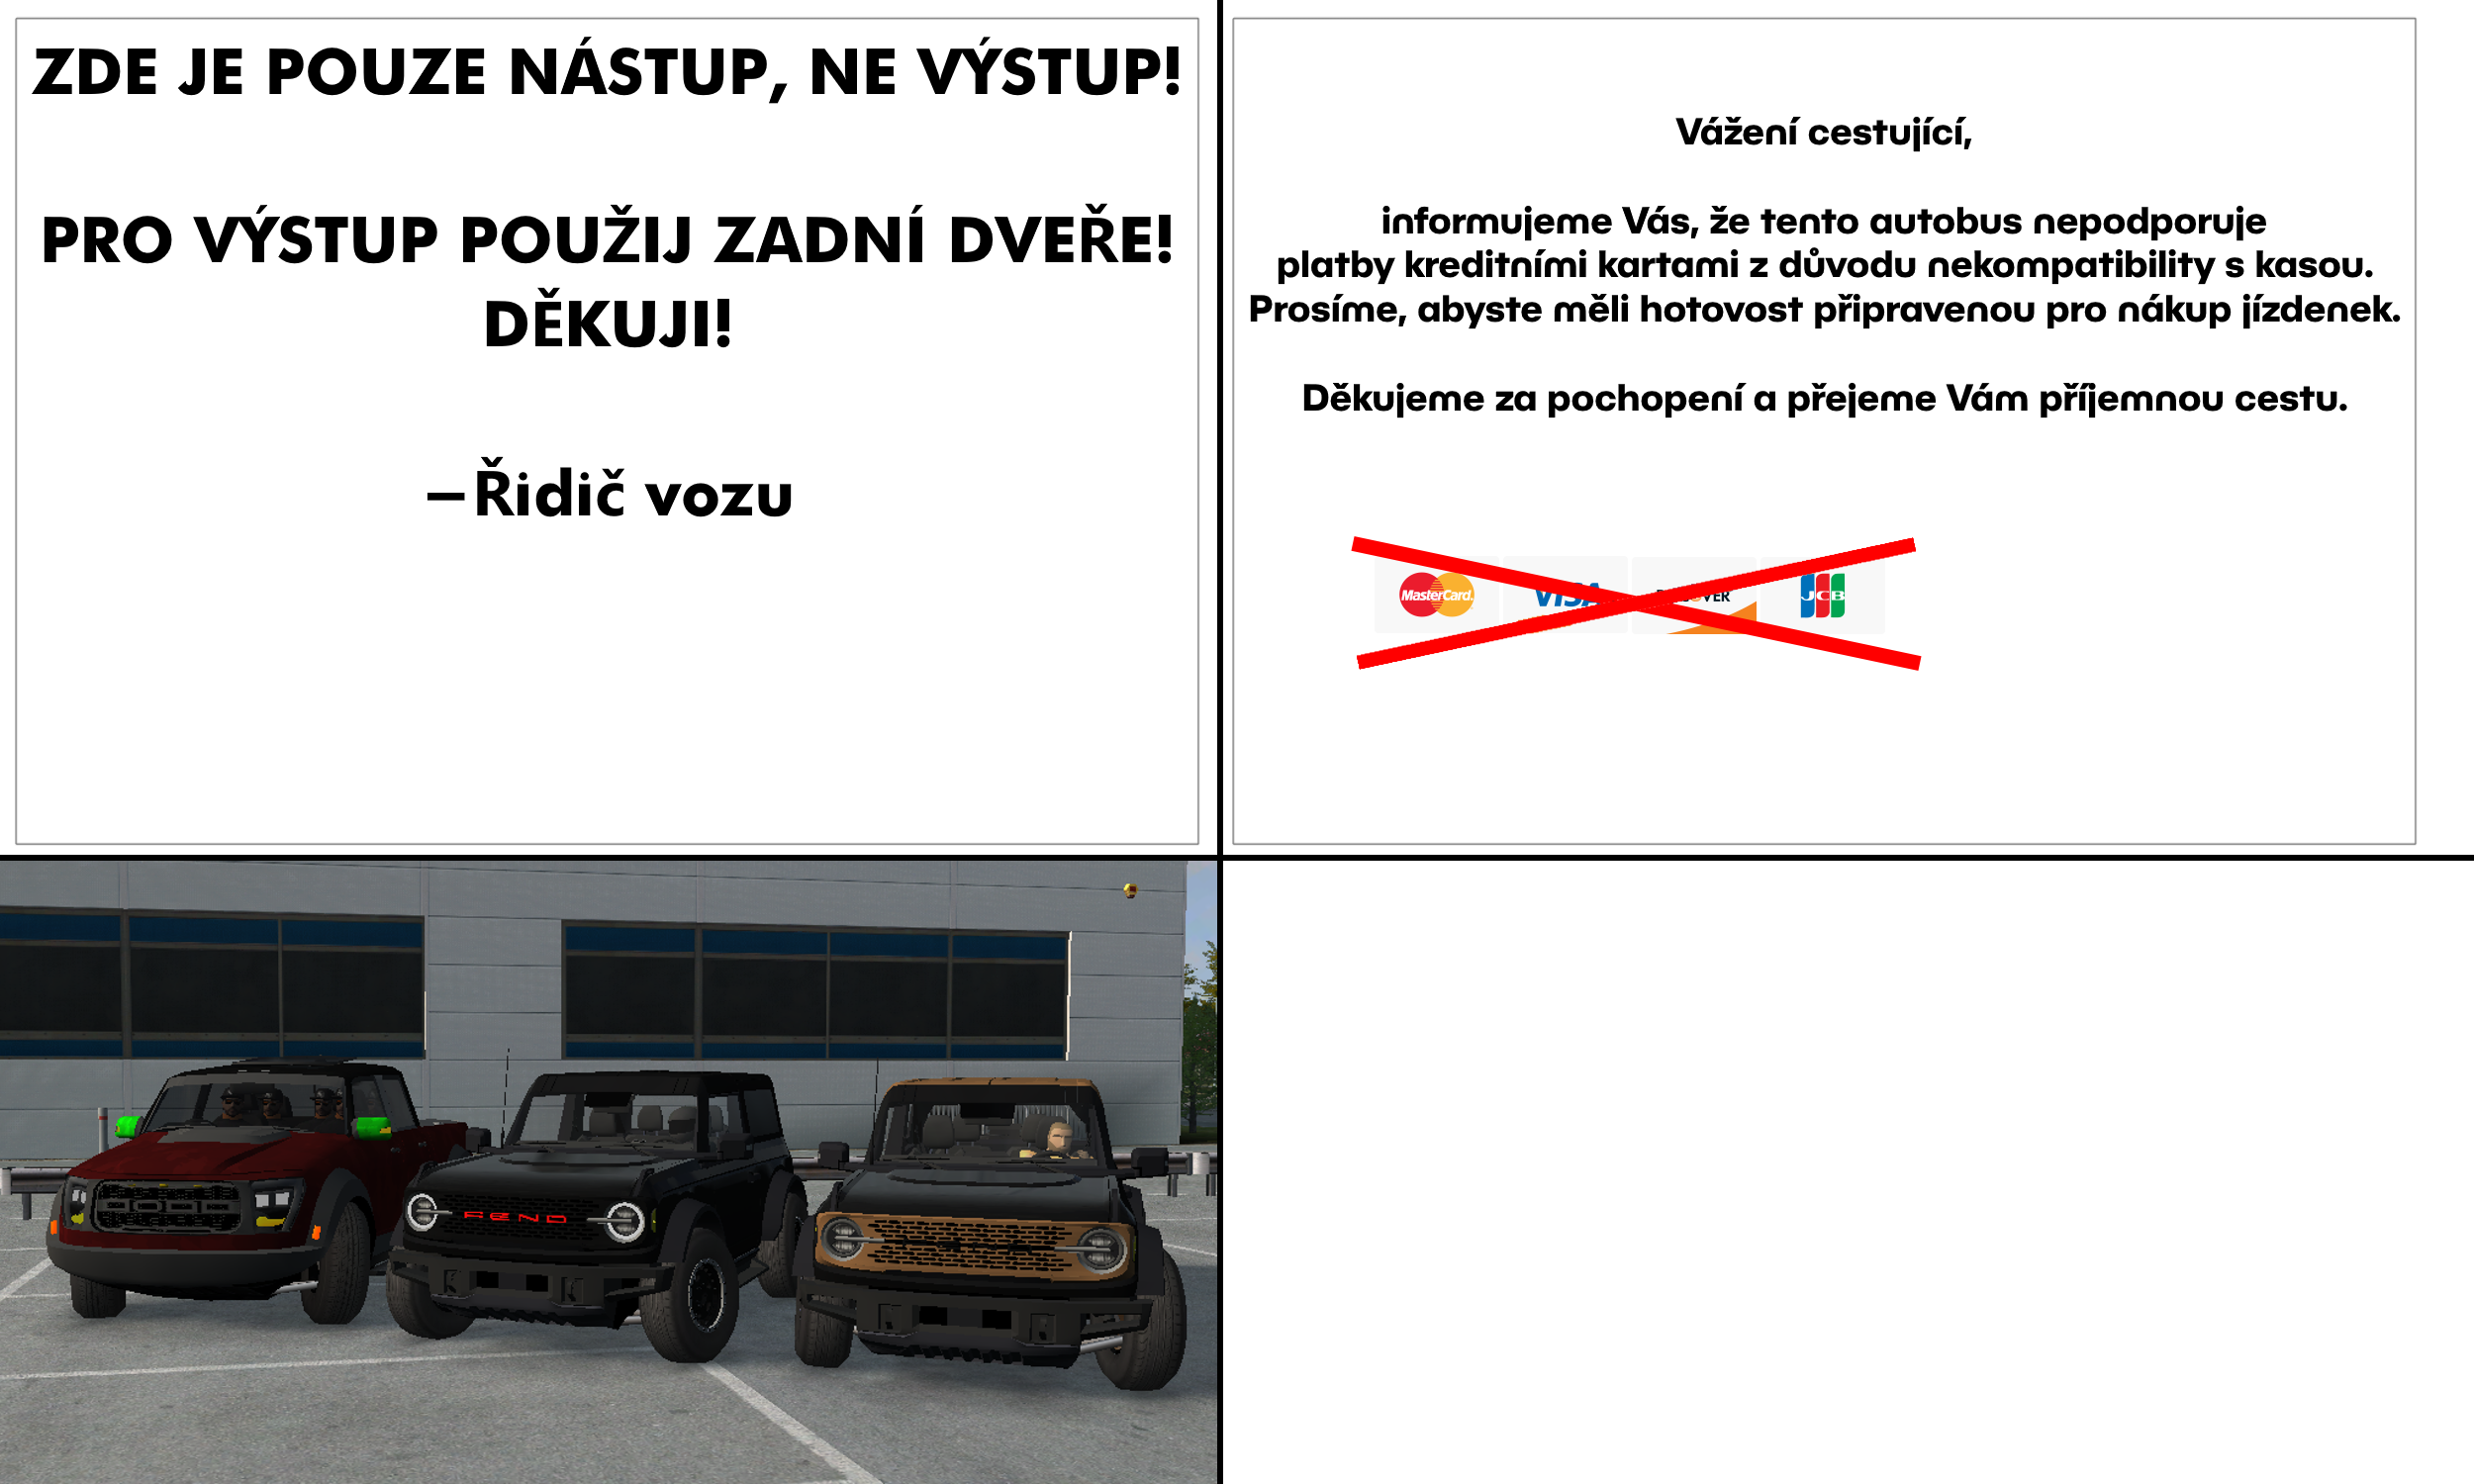 ZDE JE POUZE NÁSTUP, NE VÝSTUP!
PRO VÝSTUP POUŽIJ ZADNÍ DVEŘE!
DĚKUJI!
–Řidič vozu
Vážení cestující,
informujeme Vás, že tento autobus nepodporuje
platby kreditními kartami z důvodu nekompatibility s kasou.
Prosíme, abyste měli hotovost připravenou pro nákup jízdenek.
Děkujeme za pochopení a přejeme Vám příjemnou cestu.
MasterCard
VISA
JCB
FEND